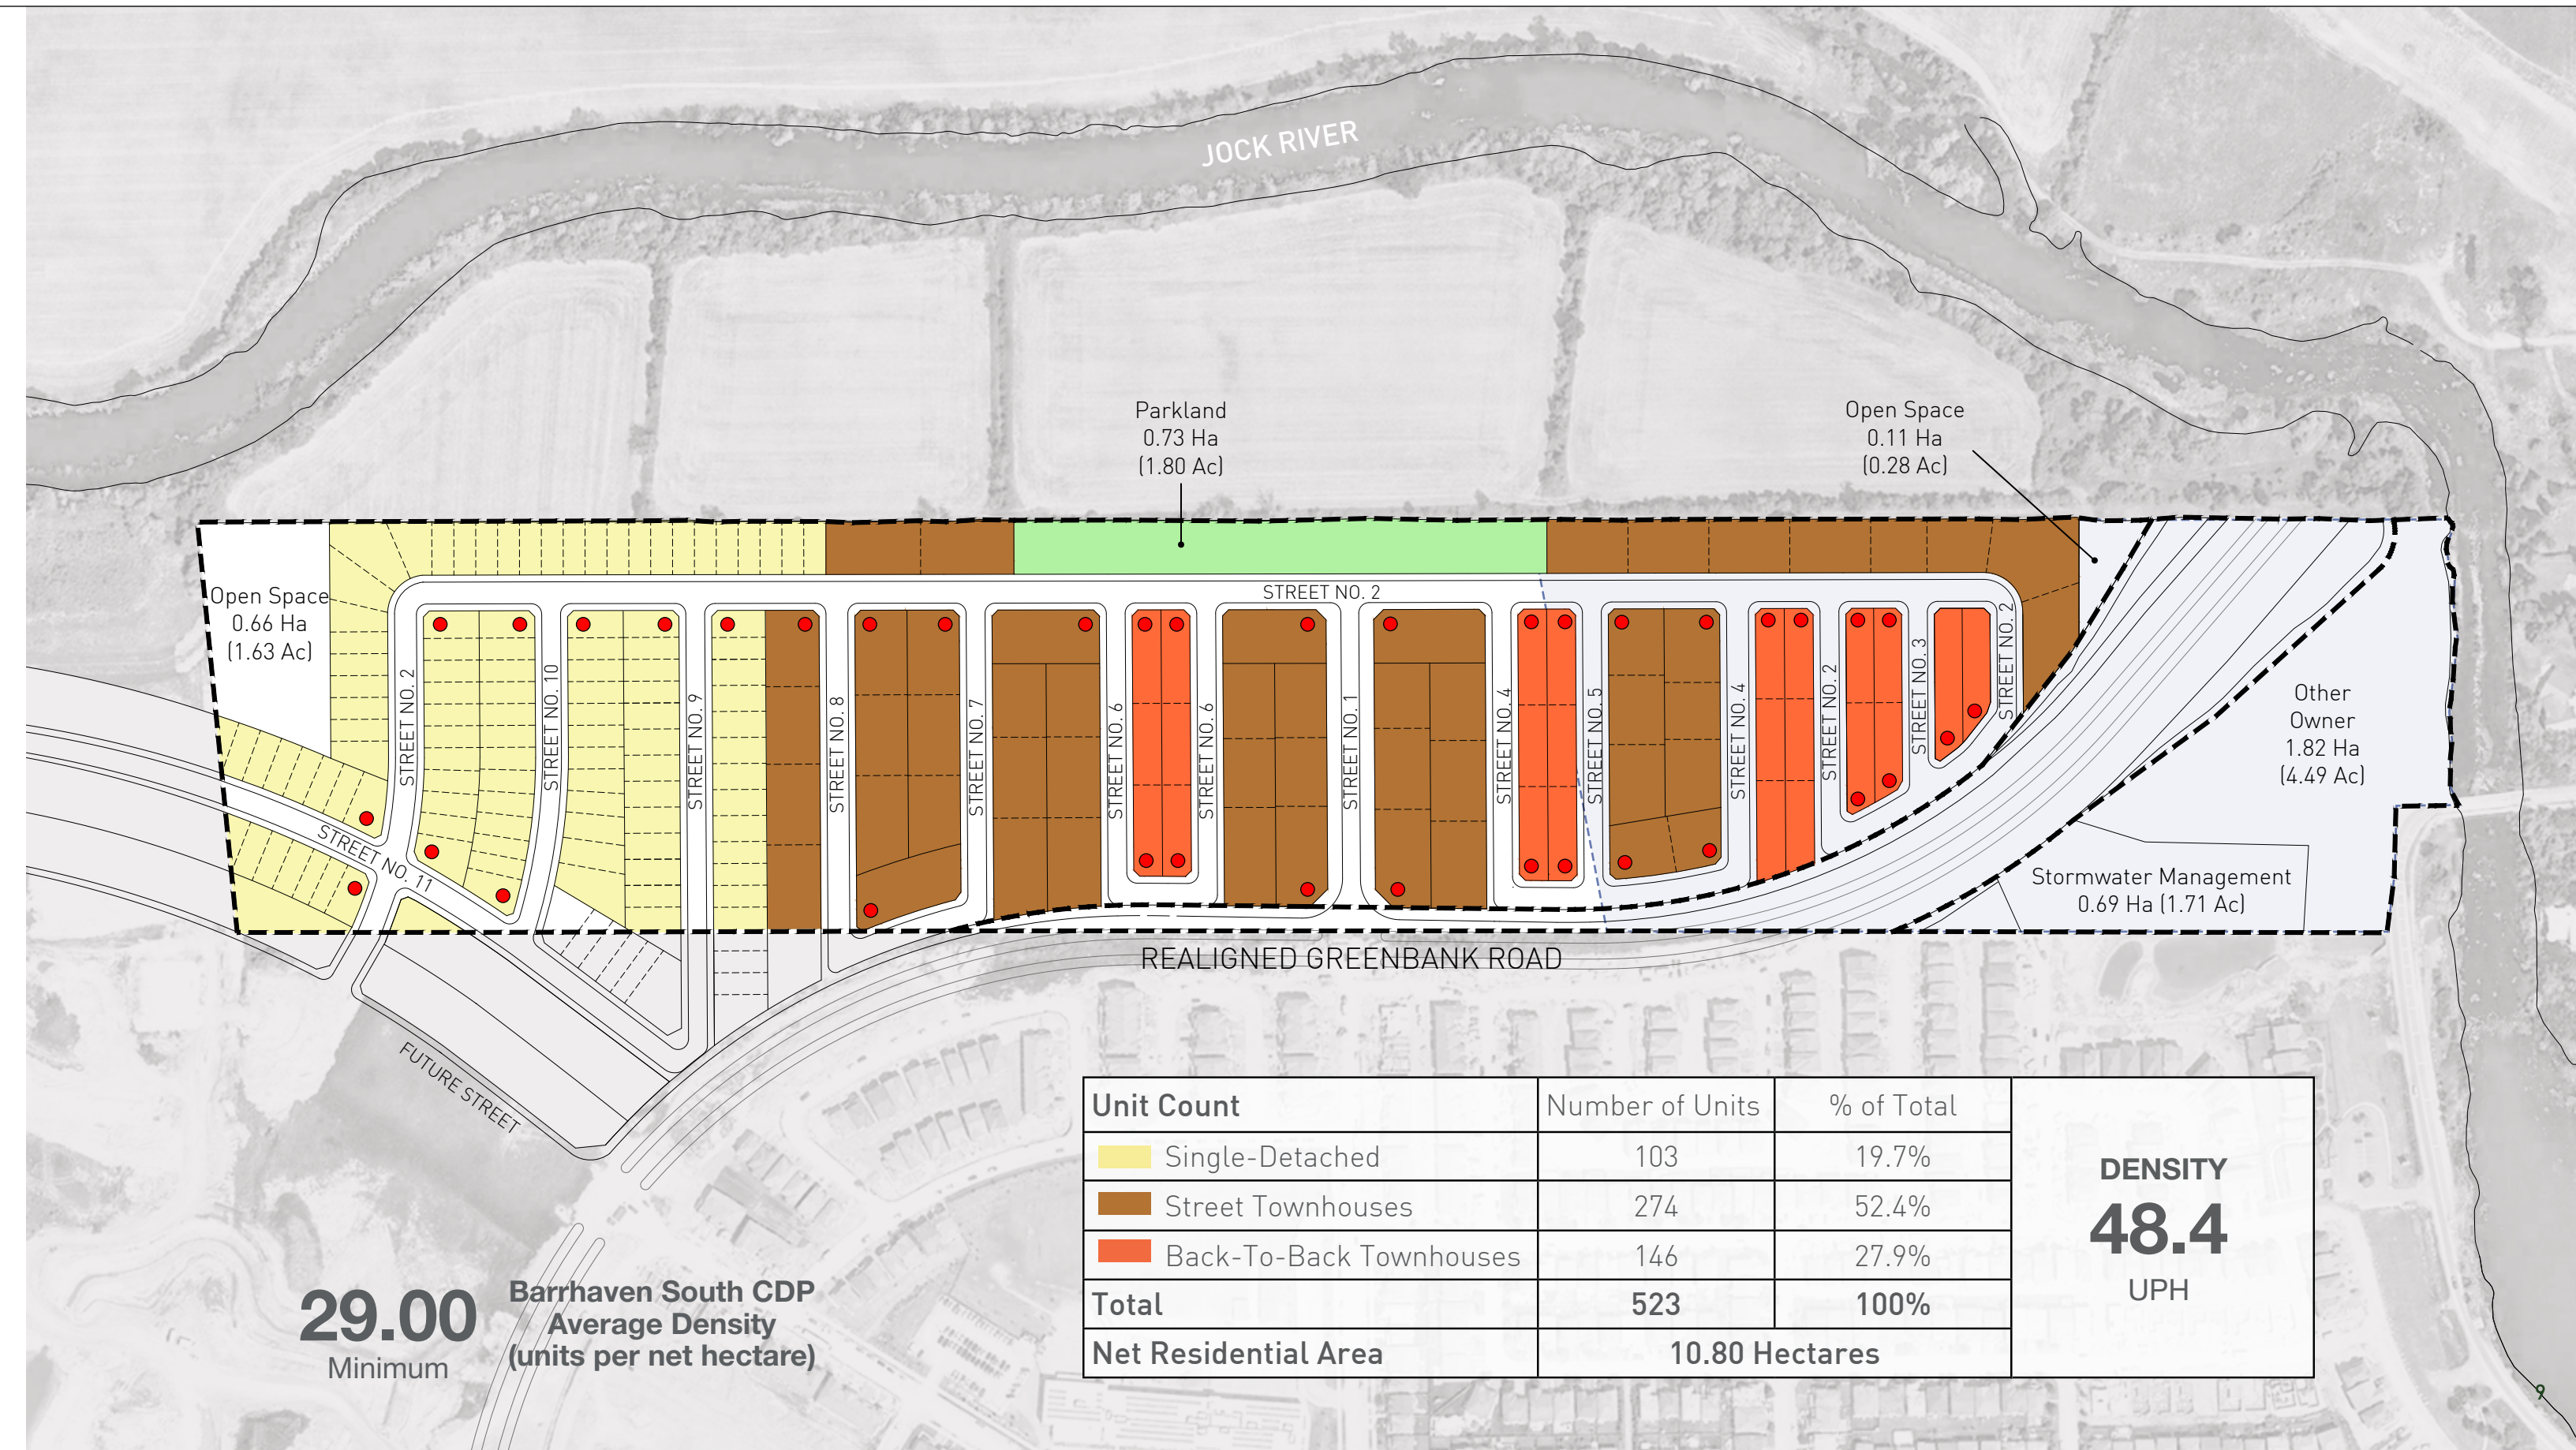 JOCK RIVER
Parkland
0.73 Ha
(1.80 Ac)
Open Space
0.11 Ha
(0.28 Ac)
Open Space
0.66 Ha
(1.63 Ac)
STREET NO. 2
STREET NO. 2
STREET NO. 10
STREET NO. 9
STREET NO. 8
STREET NO. 7
STREET NO. 6
STREET NO. 6
STREET NO. 1
STREET NO. 4
STREET NO. 5
STREET NO. 4
STREET NO. 2
STREET NO. 3
STREET NO. 2
STREET NO. 11
Other
Owner
1.82 Ha
(4.49 Ac)
Stormwater Management
0.69 Ha (1.71 Ac)
REALIGNED GREENBANK ROAD
FUTURE STREET
Unit Count Number of Units % of Total
Single-Detached 103 19.7%
Street Townhouses 274 52.4%
Back-To-Back Townhouses 146 27.9%
Total 523 100%
Net Residential Area 10.80 Hectares
DENSITY
48.4
UPH
29.00
Minimum
Barrhaven South CDP
Average Density
(units per net hectare)
9